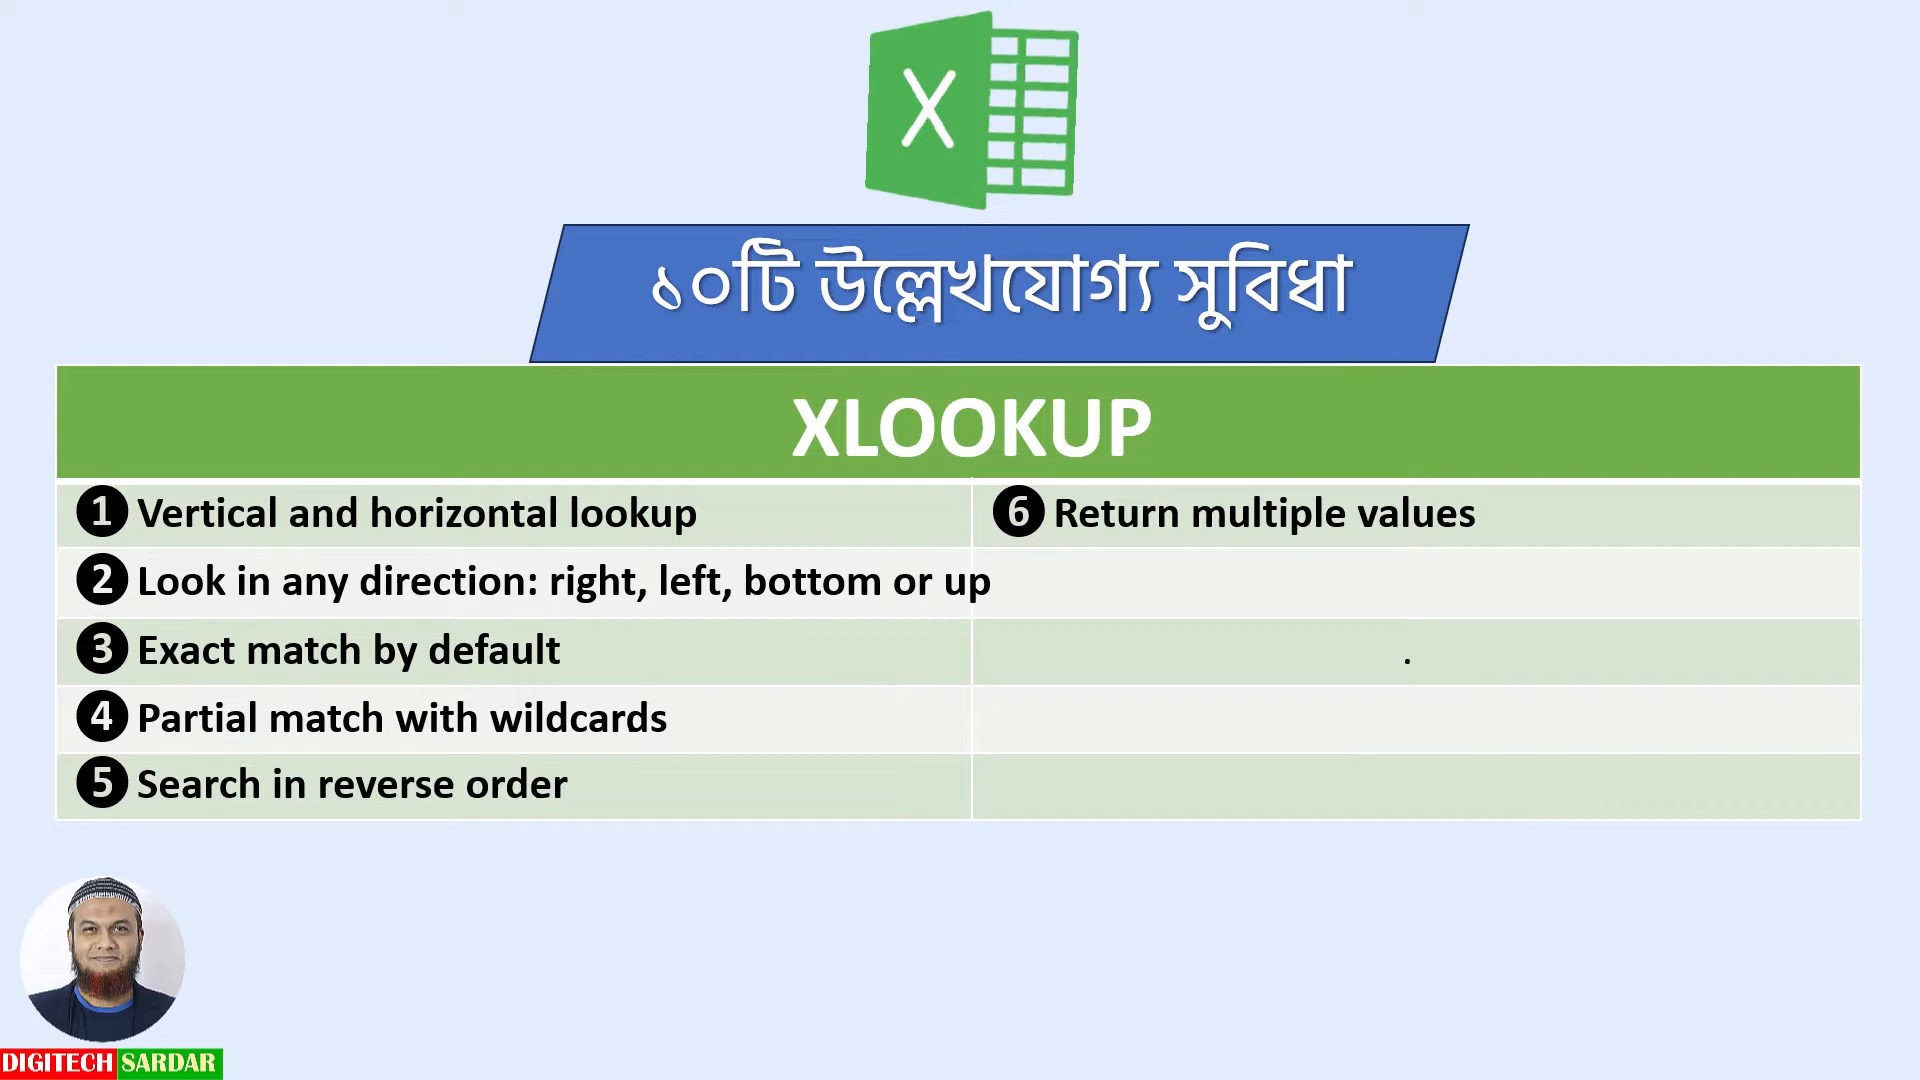 X
১০টি উল্লেখযোগ্য সুবিধা
XLOOKUP
1 Vertical and horizontal lookup
2 Look in any direction: right, left, bottom or up
3 Exact match by default
4 Partial match with wildcards
5 Search in reverse order
6 Return multiple values
.
DIGITECH SARDAR